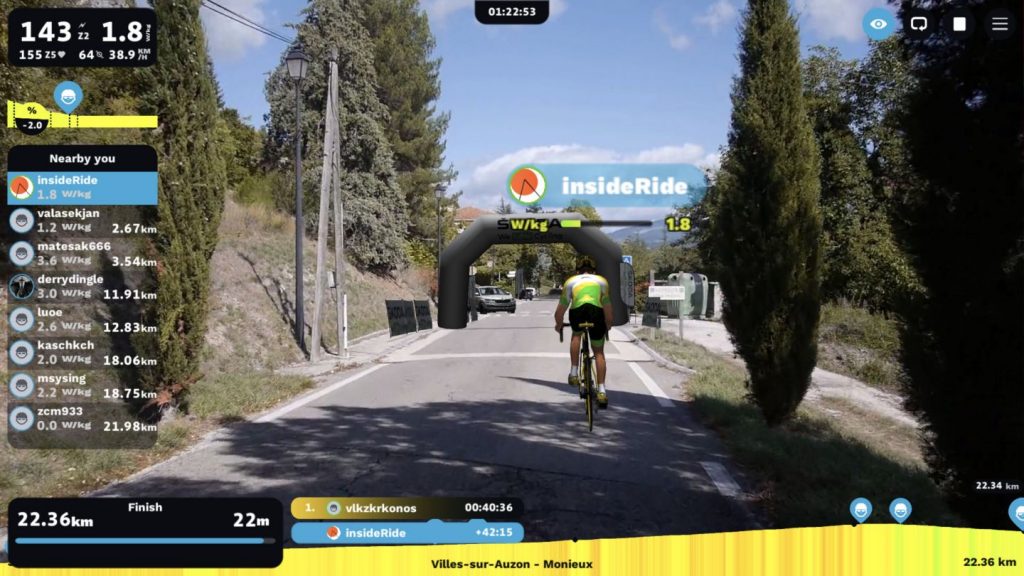 143 Z2 1.8 W/kg
155 Z5 64 38.9 KM/H
01:22:53
%
-2.0
Nearby you
insideRide
1.8 W/kg
valasekjan
1.2 W/kg 2.67km
matesak666
3.6 W/kg 3.54km
derrydingle
3.0 W/kg 11.91km
luoe
2.6 W/kg 12.83km
kaschkch
2.0 W/kg 18.06km
msysing
2.2 W/kg 18.75km
zcm933
0.0 W/kg 21.98km
insideRide
W/kg 1.8
22.34 km
Finish
22.36km 22m
1. vlkzkrkonos 00:40:36
insideRide +42:15
Villes-sur-Auzon - Monieux
22.36 km